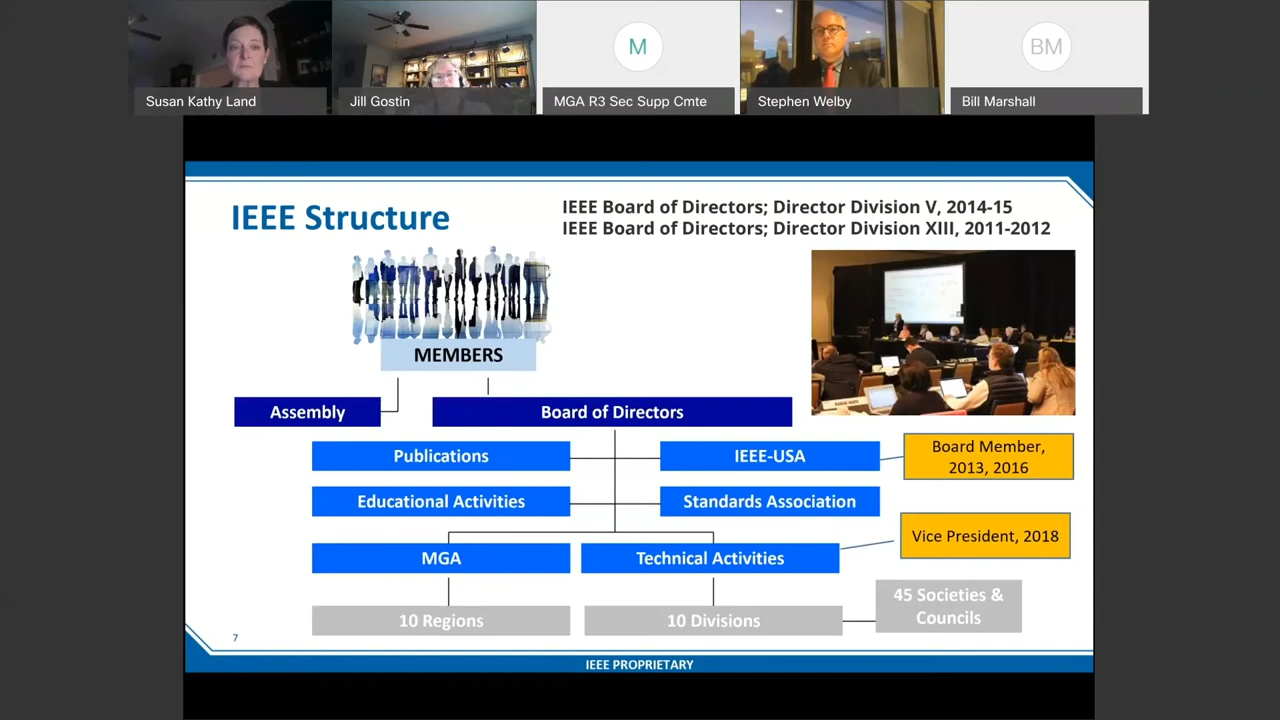 Susan Kathy Land
Jill Gostin
M
MGA R3 Sec Supp Cmte
Stephen Welby
BM
Bill Marshall
IEEE Structure
IEEE Board of Directors; Director Division V, 2014-15
IEEE Board of Directors; Director Division XIII, 2011-2012
MEMBERS
Assembly
Board of Directors
Publications
IEEE-USA
Board Member,
2013, 2016
Educational Activities
Standards Association
Vice President, 2018
MGA
Technical Activities
45 Societies &
Councils
10 Regions
10 Divisions
7
IEEE PROPRIETARY